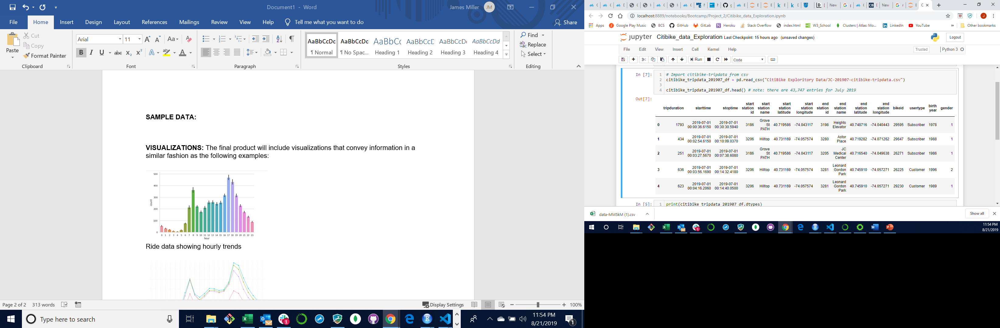 Document1 - Word
James Miller
JM
File Home Insert Design Layout References Mailings Review View Help Tell me what you want to do
Share
Paste
Cut
Copy
Format Painter
Clipboard
Arial 11
Font
Paragraph
AaBbCcDc AaBbCcDc AaBbCc AaBbCcD AaBbCcDc AaBbCcDd
¶ Normal ¶ No Spac... Heading 1 Heading 2 Heading 3 Heading 4
Styles
Find
Replace
Select
Editing
SAMPLE DATA:
VISUALIZATIONS: The final product will include visualizations that convey information in a
similar fashion as the following examples:
500
400
300
200
100
0
count
0 1 2 3 4 5 6 7 8 9 10 11 12 13 14 15 16 17 18 19 20 21 22 23
hour
Ride data showing hourly trends
Page 2 of 2 313 words
Display Settings
100%
Type here to search
11:54 PM
8/21/2019
localhost:8889/notebooks/Bootcamp/Project_2/Citibike_data_Exploration.ipynb
Apps Google Play Music BCS GitHub GitLab Heroku Stack Overflow index.html W3_School Clusters | Atlas: Mo... LinkedIn YouTube » Other bookmarks
jupyter Citibike_data_Exploration Last Checkpoint: 15 hours ago (unsaved changes)
Logout
File Edit View Insert Cell Kernel Help
Trusted
Python 3
Run
Code
In [7]:
1 # Import citibike-tripdata from csv
2 citibike_tripdata_201907_df = pd.read_csv("CitiBike Exploritory Data/JC-201907-citibike-tripdata.csv")
3
4 citibike_tripdata_201907_df.head() # note: there are 43,747 entries for July 2019
Out[7]:
tripduration starttime stoptime start station id start station name start station latitude start station longitude end station id end station name end station latitude end station longitude bikeid usertype birth year gender
0 1793 2019-07-01 00:00:36.6150 2019-07-01 00:30:30.5940 3186 Grove St PATH 40.719586 -74.043117 3198 Heights Elevator 40.748716 -74.040443 29595 Subscriber 1978 1
1 434 2019-07-01 00:02:54.6150 2019-07-01 00:10:09.0370 3206 Hilltop 40.731169 -74.057574 3280 Astor Place 40.719282 -74.071262 29647 Subscriber 1988 1
2 251 2019-07-01 00:03:27.5670 2019-07-01 00:07:38.6080 3186 Grove St PATH 40.719586 -74.043117 3205 JC Medical Center 40.716540 -74.049638 26271 Subscriber 1986 1
3 636 2019-07-01 00:03:56.1690 2019-07-01 00:14:32.4180 3206 Hilltop 40.731169 -74.057574 3281 Leonard Gordon Park 40.745910 -74.057271 26225 Customer 1996 2
4 623 2019-07-01 00:04:16.2060 2019-07-01 00:14:40.0500 3206 Hilltop 40.731169 -74.057574 3281 Leonard Gordon Park 40.745910 -74.057271 29230 Customer 1989 1
In [5]:
1 print(citibike_tripdata_201907_df.dtypes)
data-MM5kM (1).csv
Show all
11:54 PM
8/21/2019